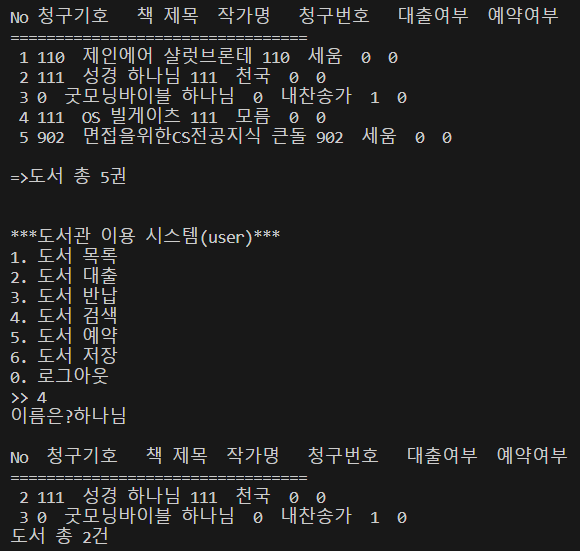 No 청구기호 책 제목 작가명 청구번호 대출여부 예약여부
=================================
1 110 제인에어 샬럿브론테 110 세움 0 0
2 111 성경 하나님 111 천국 0 0
3 0 굿모닝바이블 하나님 0 내찬송가 1 0
4 111 OS 빌게이츠 111 모름 0 0
5 902 면접을위한CS전공지식 큰돌 902 세움 0 0
=>도서 총 5권
***도서관 이용 시스템(user)***
1. 도서 목록
2. 도서 대출
3. 도서 반납
4. 도서 검색
5. 도서 예약
6. 도서 저장
0. 로그아웃
>> 4
이름은?하나님
No 청구기호 책 제목 작가명 청구번호 대출여부 예약여부
=================================
2 111 성경 하나님 111 천국 0 0
3 0 굿모닝바이블 하나님 0 내찬송가 1 0
도서 총 2건